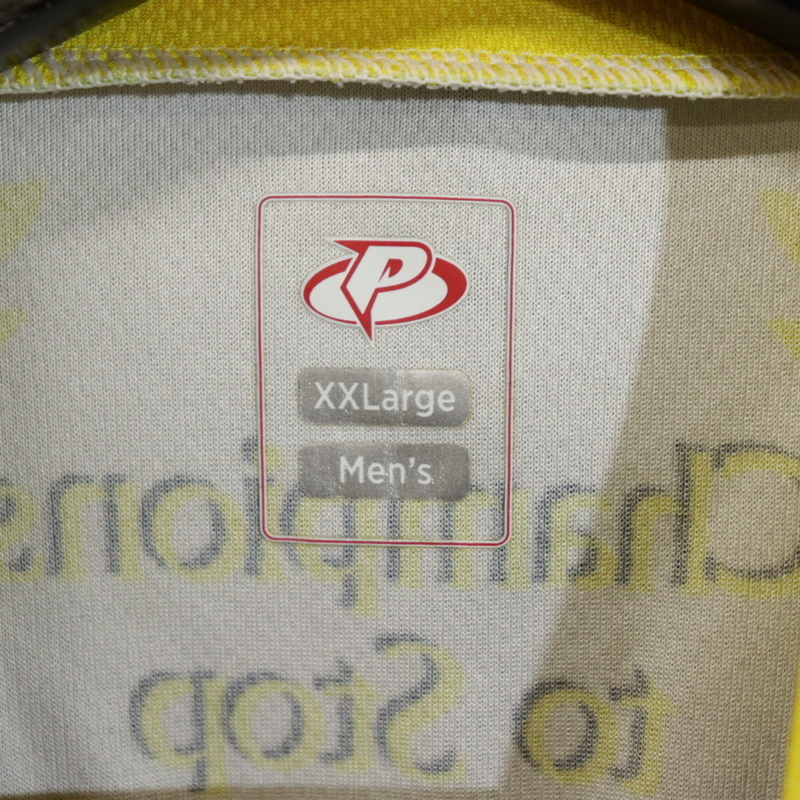 P
XXLarge
Men's
Champions
to Stop